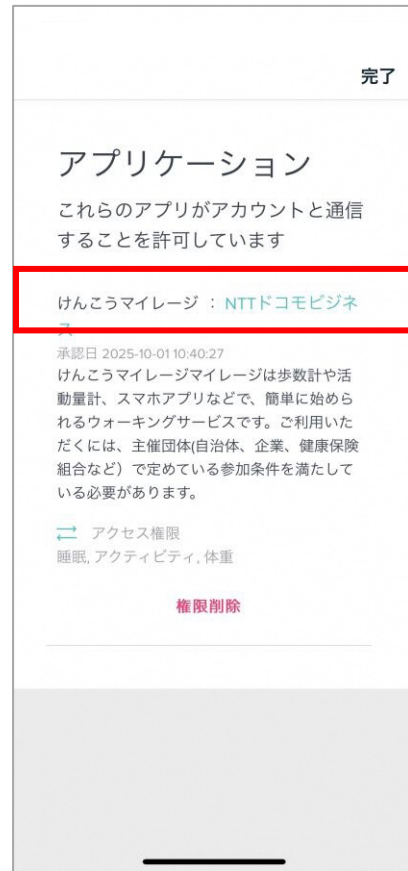 完了
アプリケーション
これらのアプリがアカウントと通信
することを許可しています
けんこうマイレージ ： NTTドコモビジネ
ス
承認日 2025-10-01 10:40:27
けんこうマイレージマイレージは歩数計や活
動量計、スマホアプリなどで、簡単に始めら
れるウォーキングサービスです。ご利用いた
だくには、主催団体(自治体、企業、健康保険
組合など）で定めている参加条件を満たして
いる必要があります。
アクセス権限
睡眠, アクティビティ, 体重
権限削除